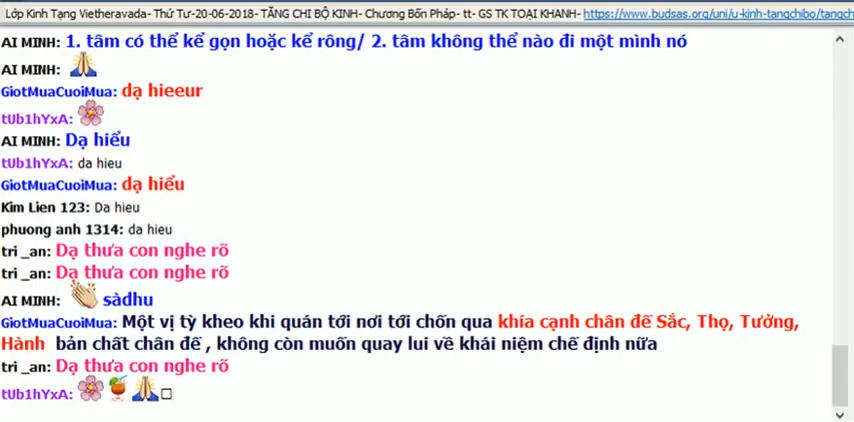 Lớp Kinh Tạng Vietheravada- Thứ Tư-20-06-2018- TĂNG CHI BỘ KINH- Chương Bốn Pháp- tt- GS TK TOẠI KHANH- https://www.budsas.org/uni/u-kinh-tangchibo/tangch
AI MINH: 1. tâm có thể kể gọn hoặc kể rông/ 2. tâm không thể nào đi một mình nó
AI MINH: 🙏
GiotMuaCuoiMua: dạ hieeur
tUb1hYxA: 🌸
AI MINH: Dạ hiểu
tUb1hYxA: da hieu
GiotMuaCuoiMua: dạ hiểu
Kim Lien 123: Da hieu
phuong anh 1314: da hieu
tri _an: Dạ thưa con nghe rõ
tri _an: Dạ thưa con nghe rõ
AI MINH: 👏 sàdhu
GiotMuaCuoiMua: Một vị tỳ kheo khi quán tới nơi tới chốn qua khía cạnh chân đế Sắc, Thọ, Tưởng,
Hành bản chất chân đế , không còn muốn quay lui về khái niệm chế định nữa
tri _an: Dạ thưa con nghe rõ
tUb1hYxA: 🌸🍹🙏□